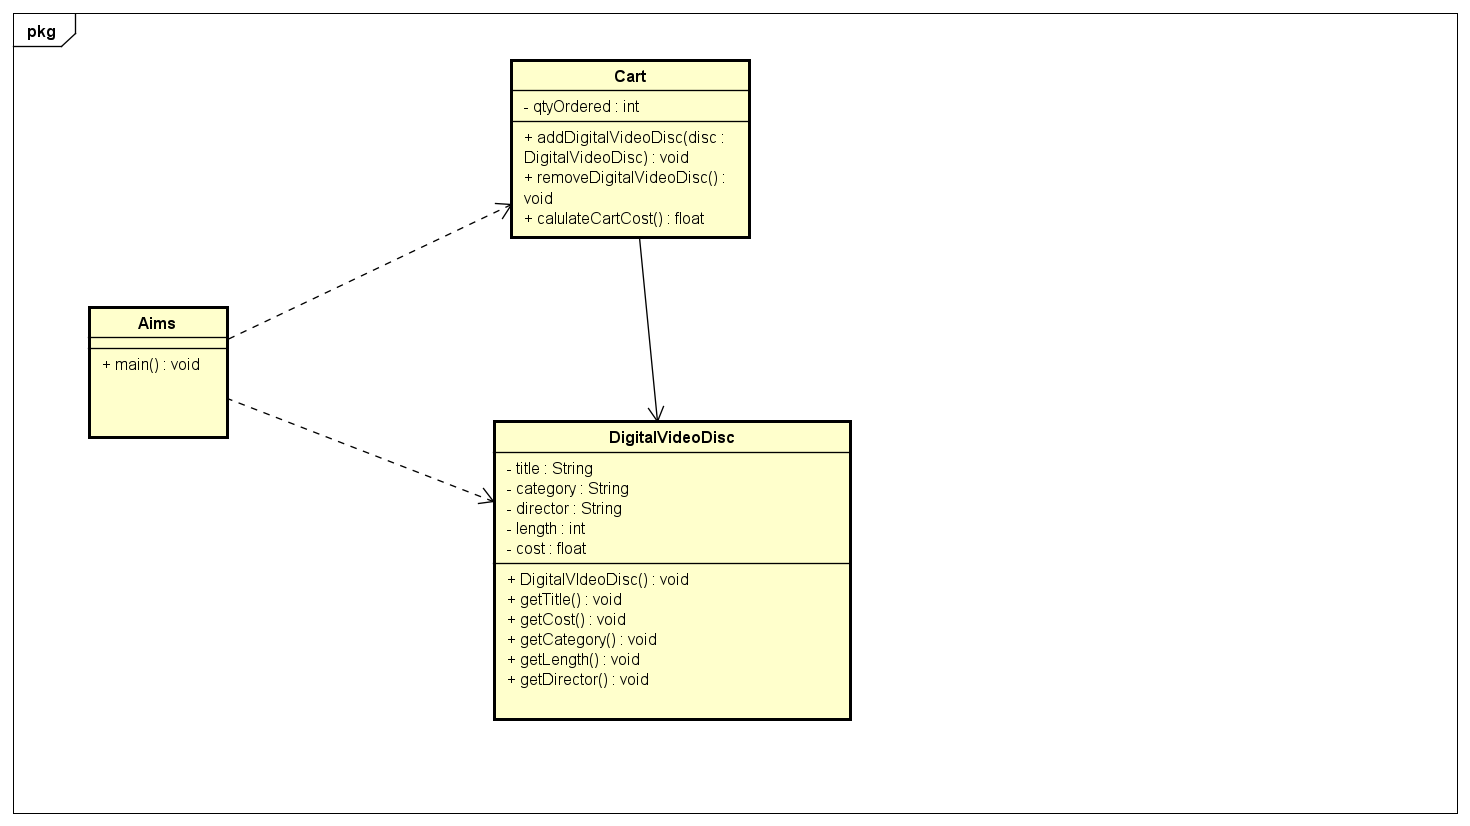 pkg
Cart
- qtyOrdered : int
+ addDigitalVideoDisc(disc :
DigitalVideoDisc) : void
+ removeDigitalVideoDisc() :
void
+ calulateCartCost() : float
Aims
+ main() : void
DigitalVideoDisc
- title : String
- category : String
- director : String
- length : int
- cost : float
+ DigitalVIdeoDisc() : void
+ getTitle() : void
+ getCost() : void
+ getCategory() : void
+ getLength() : void
+ getDirector() : void